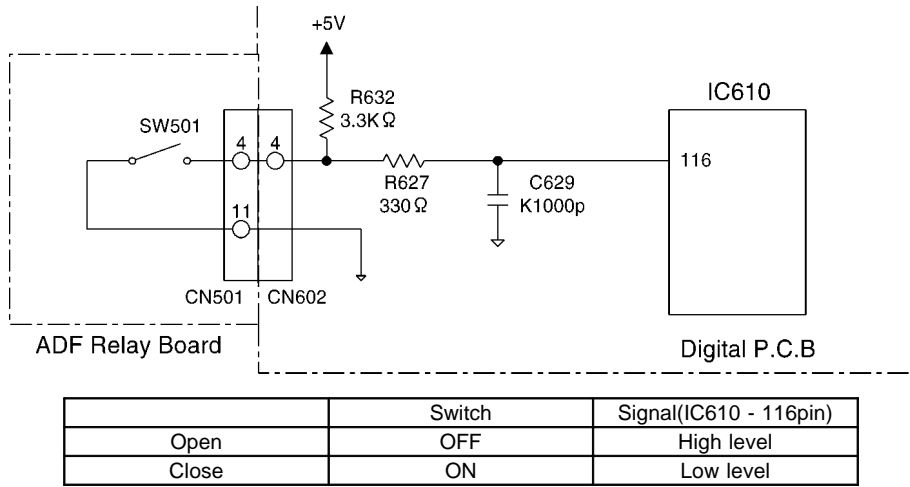 +5V
R632
3.3KΩ
IC610
SW501
4 4
116
R627
330Ω
C629
K1000p
11
CN501 CN602
ADF Relay Board
Digital P.C.B
Switch Signal(IC610 - 116pin)
Open OFF High level
Close ON Low level